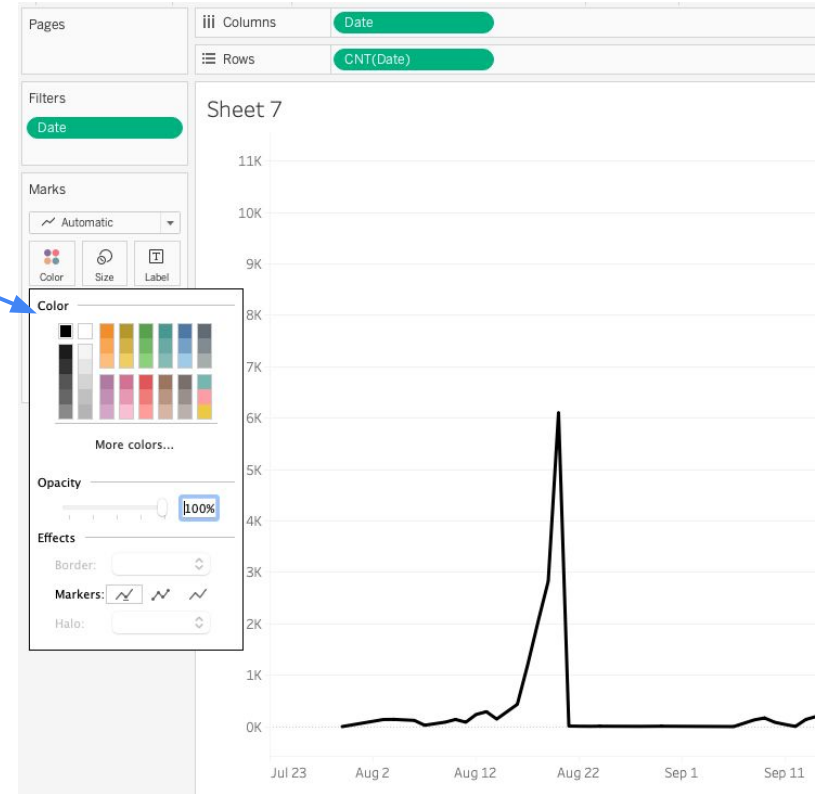 Pages
Columns
Date
Rows
CNT(Date)
Filters
Date
Sheet 7
Marks
Automatic
Color
Size
Label
Color
More colors...
Opacity
100%
Effects
Border:
Markers:
Halo:
11K
10K
9K
8K
7K
6K
5K
4K
3K
2K
1K
0K
Jul 23
Aug 2
Aug 12
Aug 22
Sep 1
Sep 11